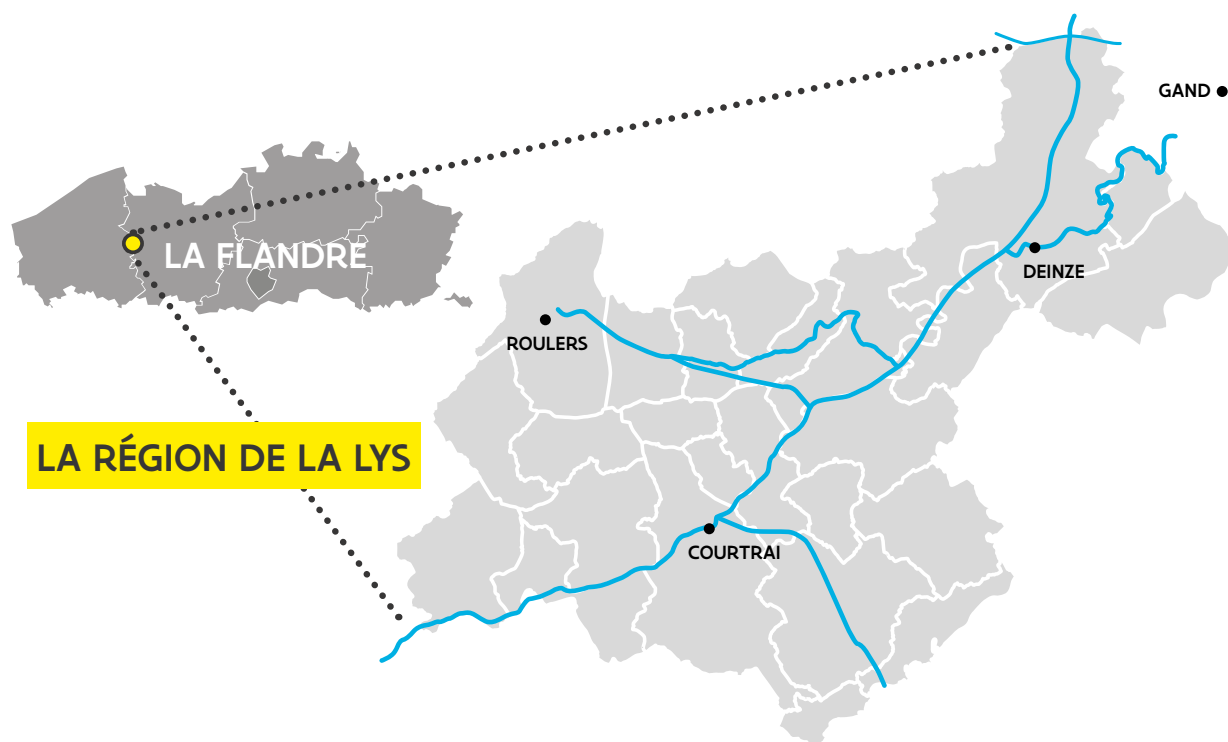 GAND
LA FLANDRE
DEINZE
ROULERS
LA RÉGION DE LA LYS
COURTRAI